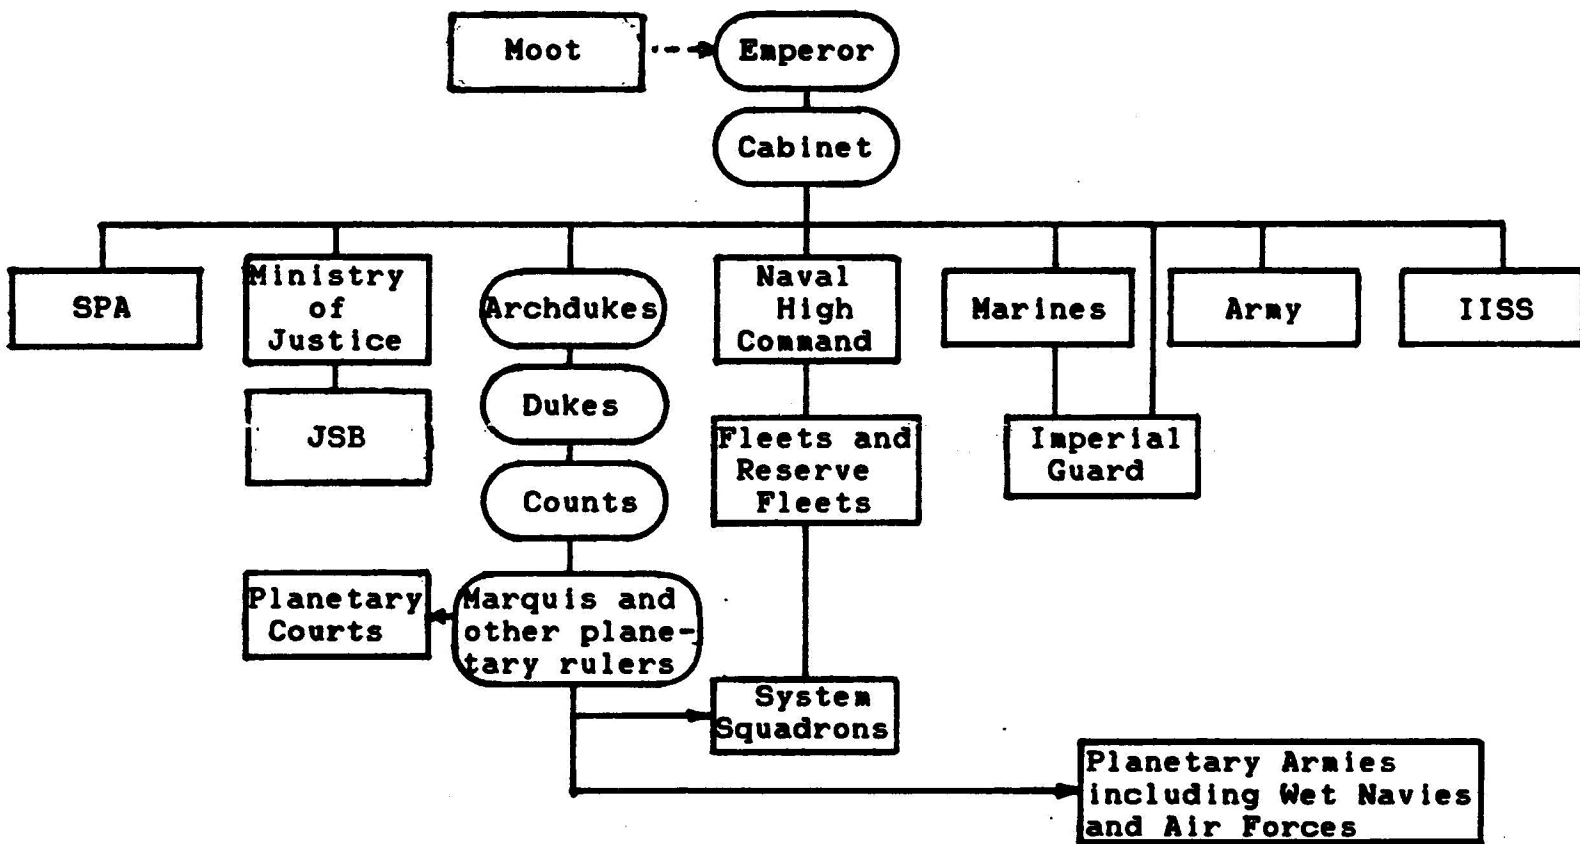 Moot
Emperor
Cabinet
SPA
Ministry
of
Justice
Archdukes
Naval
High
Command
Marines
Army
IISS
JSB
Dukes
Counts
Fleets and
Reserve
Fleets
Imperial
Guard
Planetary
Courts
Marquis and
other plane-
tary rulers
System
Squadrons
Planetary Armies
including Wet Navies
and Air Forces